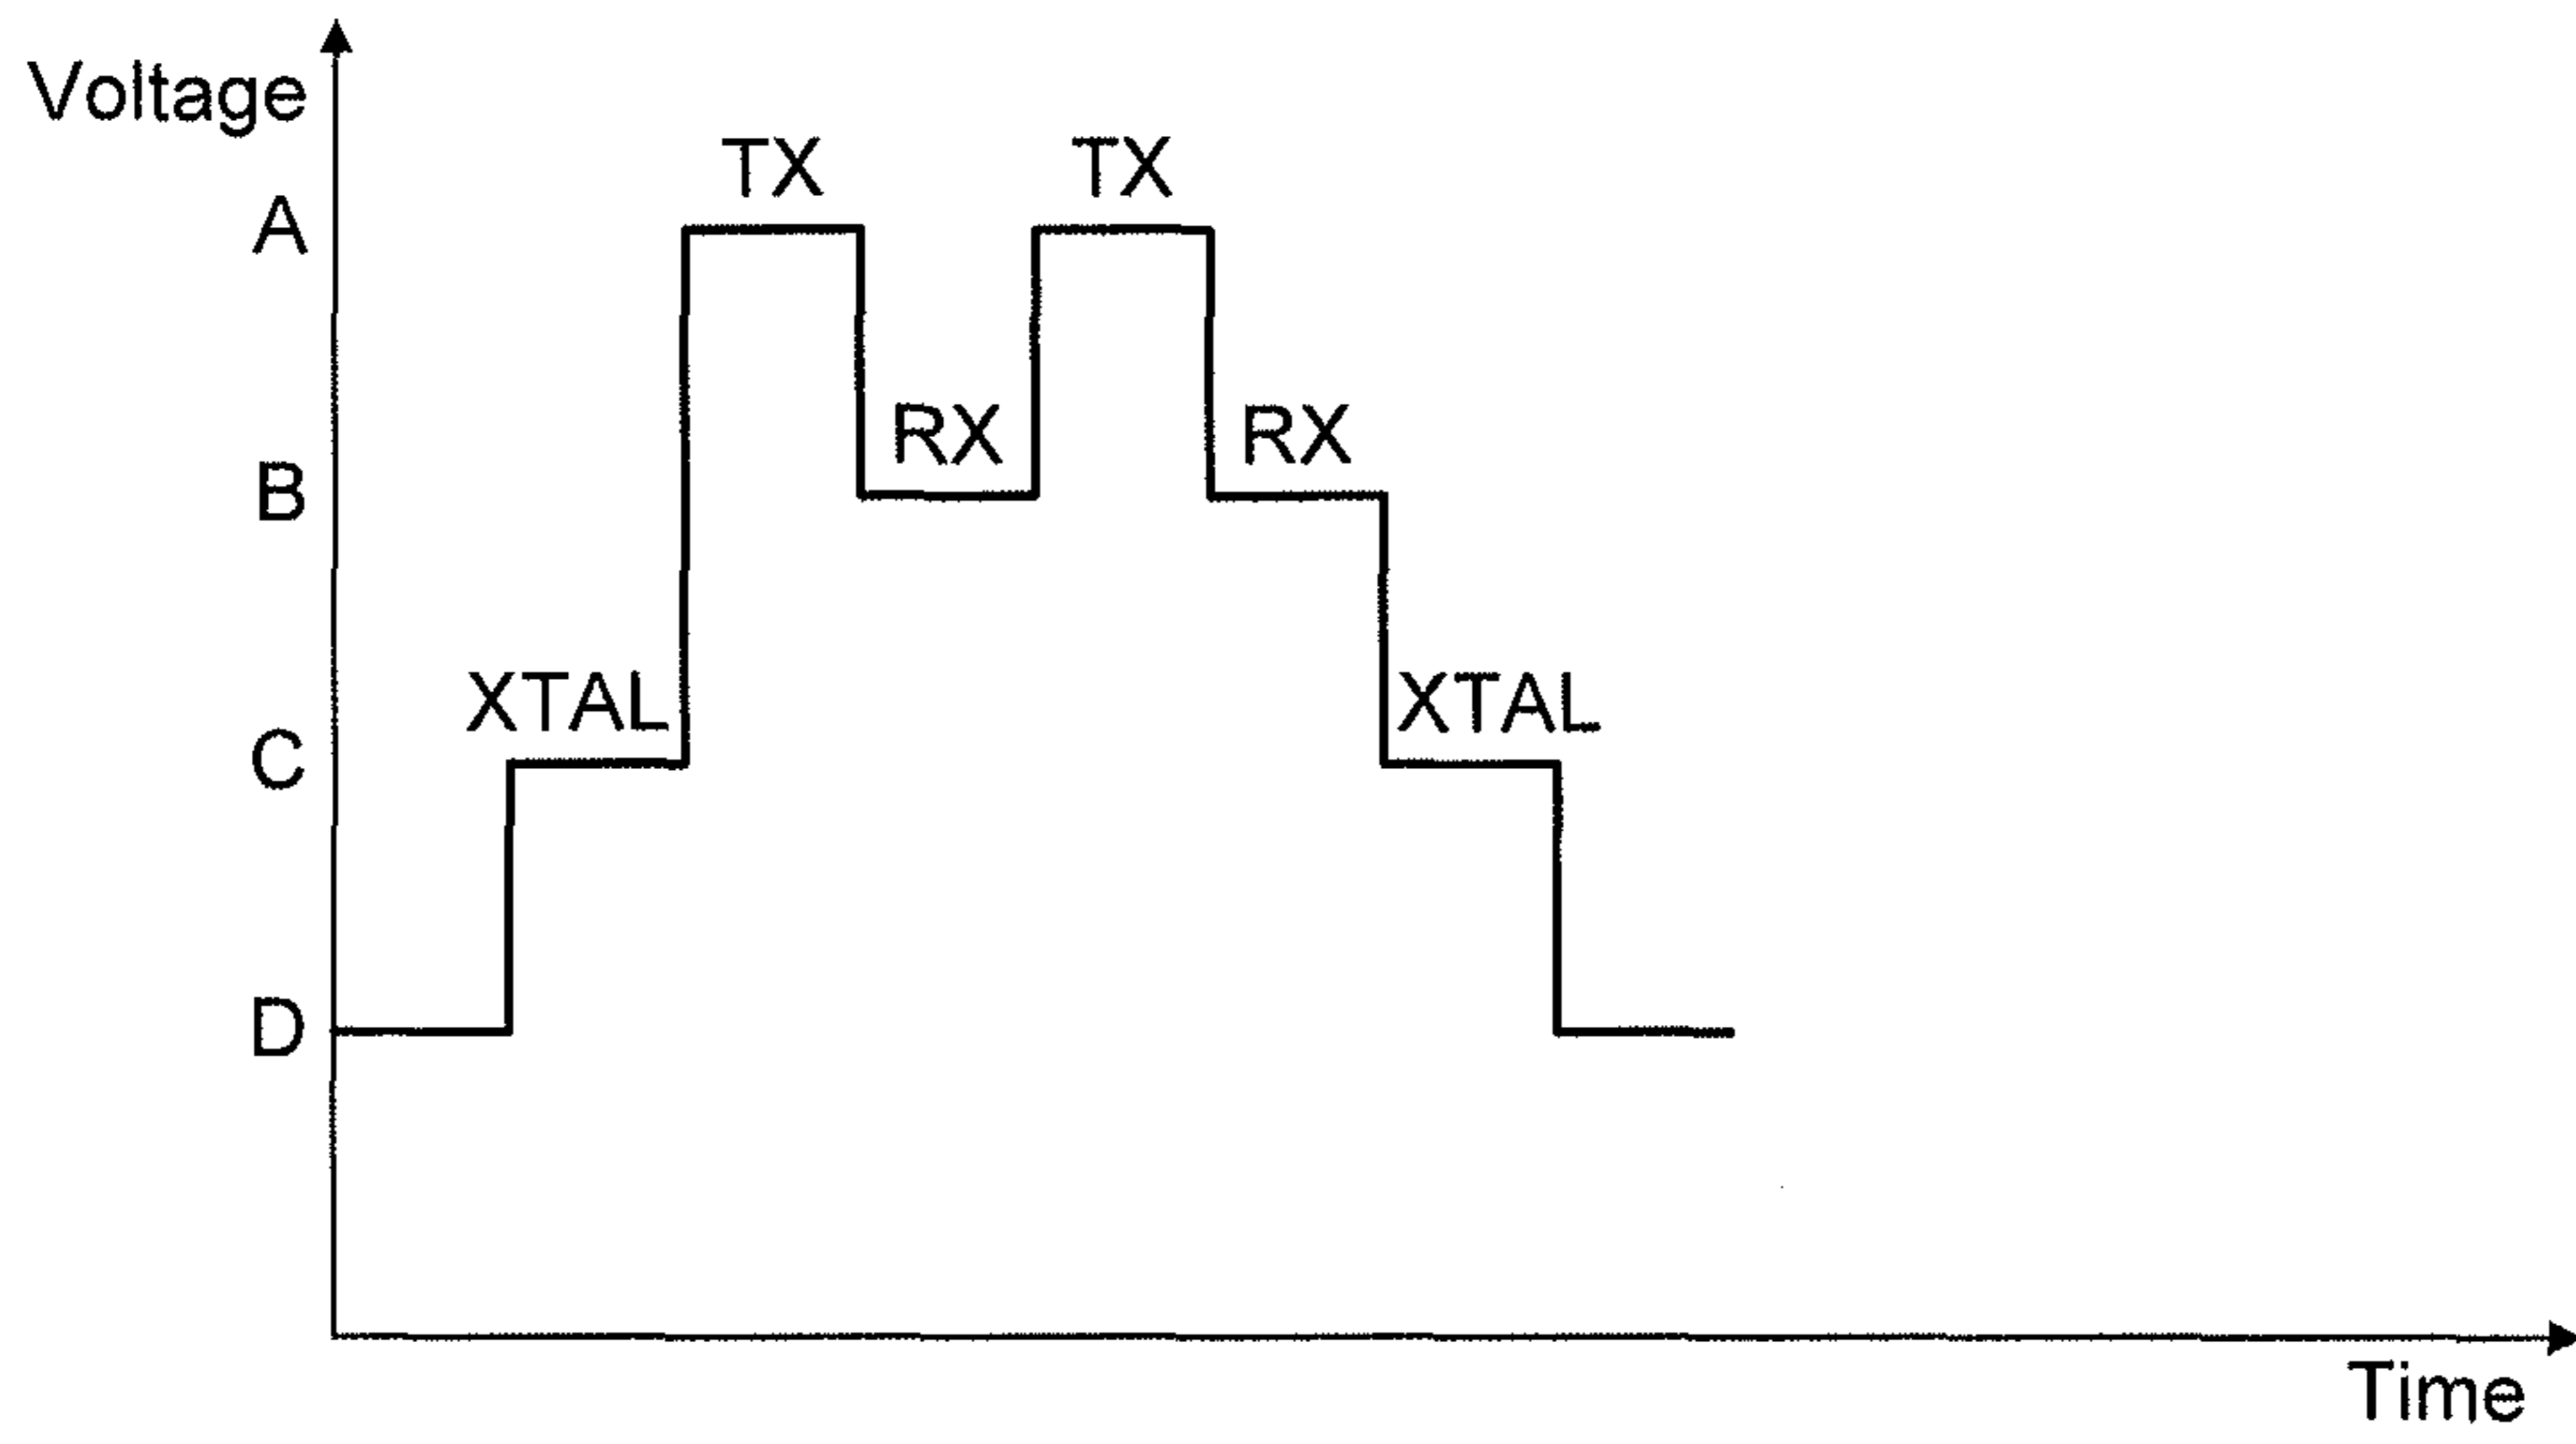 Voltage
TX TX
A
RX RX
B
XTAL XTAL
C
D
Time